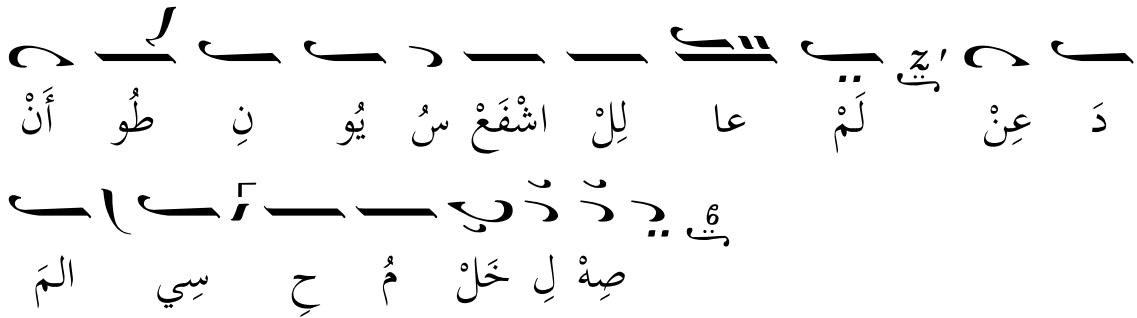 أَنْ طُو نِ يُو سُ اشْفَعْ لِلْ عا لَمْ عِنْ دَ
المَ سِي حِ مُ خَلْ لِ صِهْ